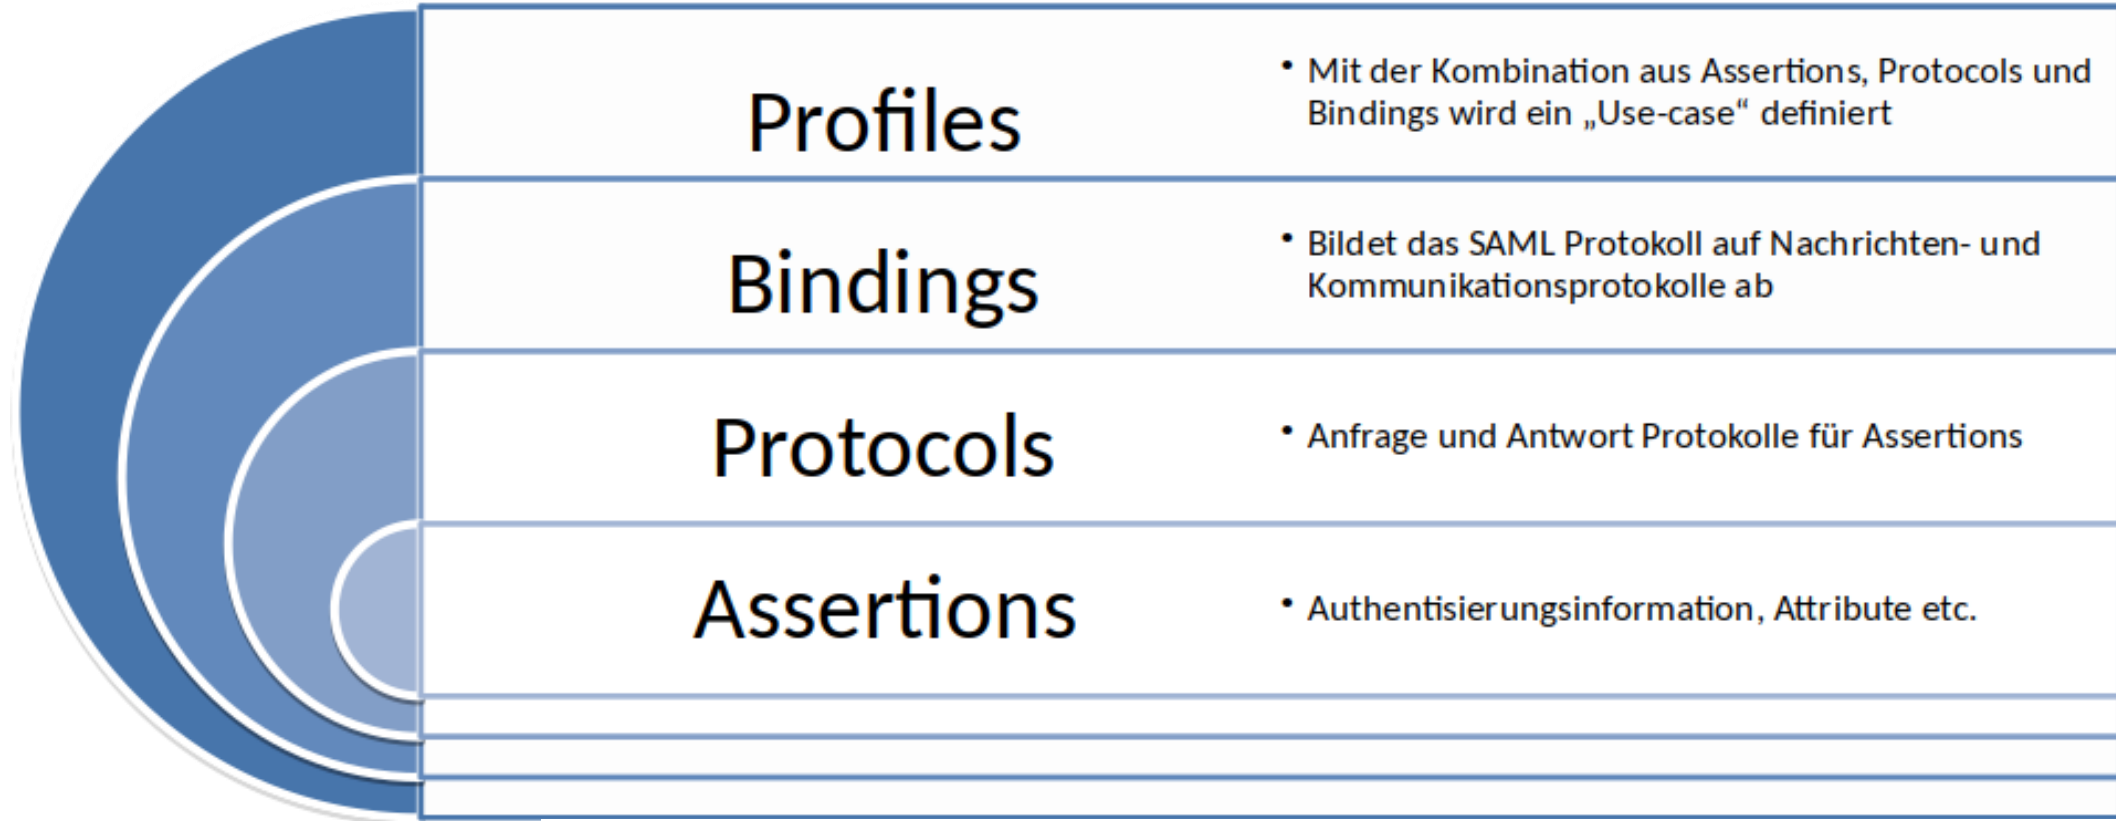 Profiles
• Mit der Kombination aus Assertions, Protocols und
Bindings wird ein „Use-case“ definiert
Bindings
• Bildet das SAML Protokoll auf Nachrichten- und
Kommunikationsprotokolle ab
Protocols
• Anfrage und Antwort Protokolle für Assertions
Assertions
• Authentisierungsinformation, Attribute etc.